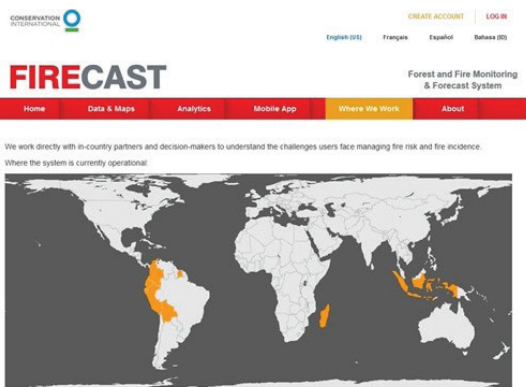 CONSERVATION
INTERNATIONAL
CREATE ACCOUNT LOG IN
English (US) Français Español Bahasa (ID)
FIRECAST
Forest and Fire Monitoring
& Forecast System
Home Data & Maps Analytics Mobile App Where We Work About
We work directly with in-country partners and decision-makers to understand the challenges users face managing fire risk and fire incidence.
Where the system is currently operational: